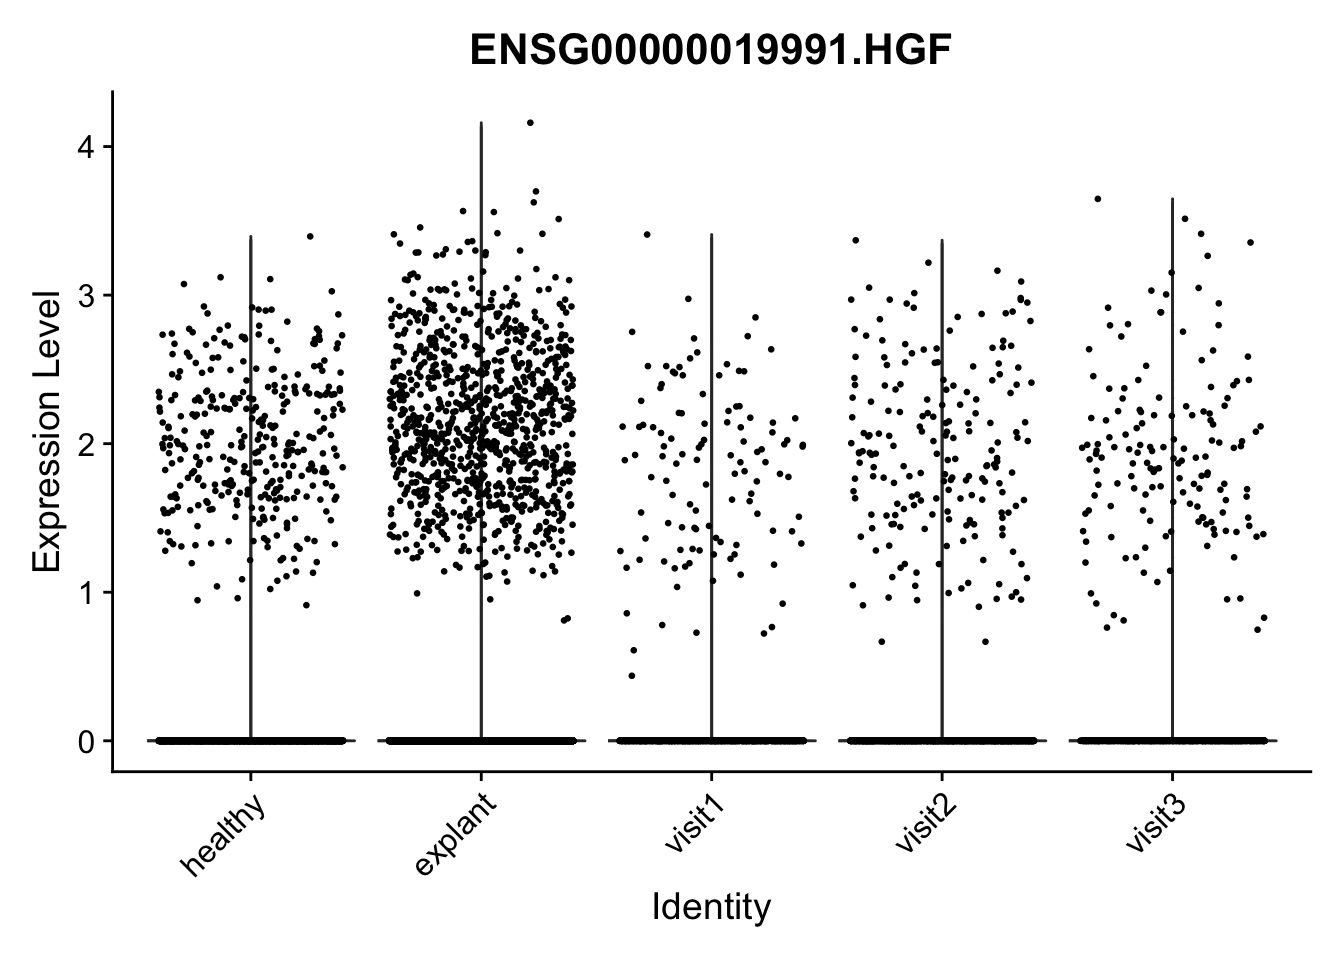 ENSG00000019991.HGF
Expression Level
4
3
2
1
0
healthy
explant
visit1
visit2
visit3
Identity